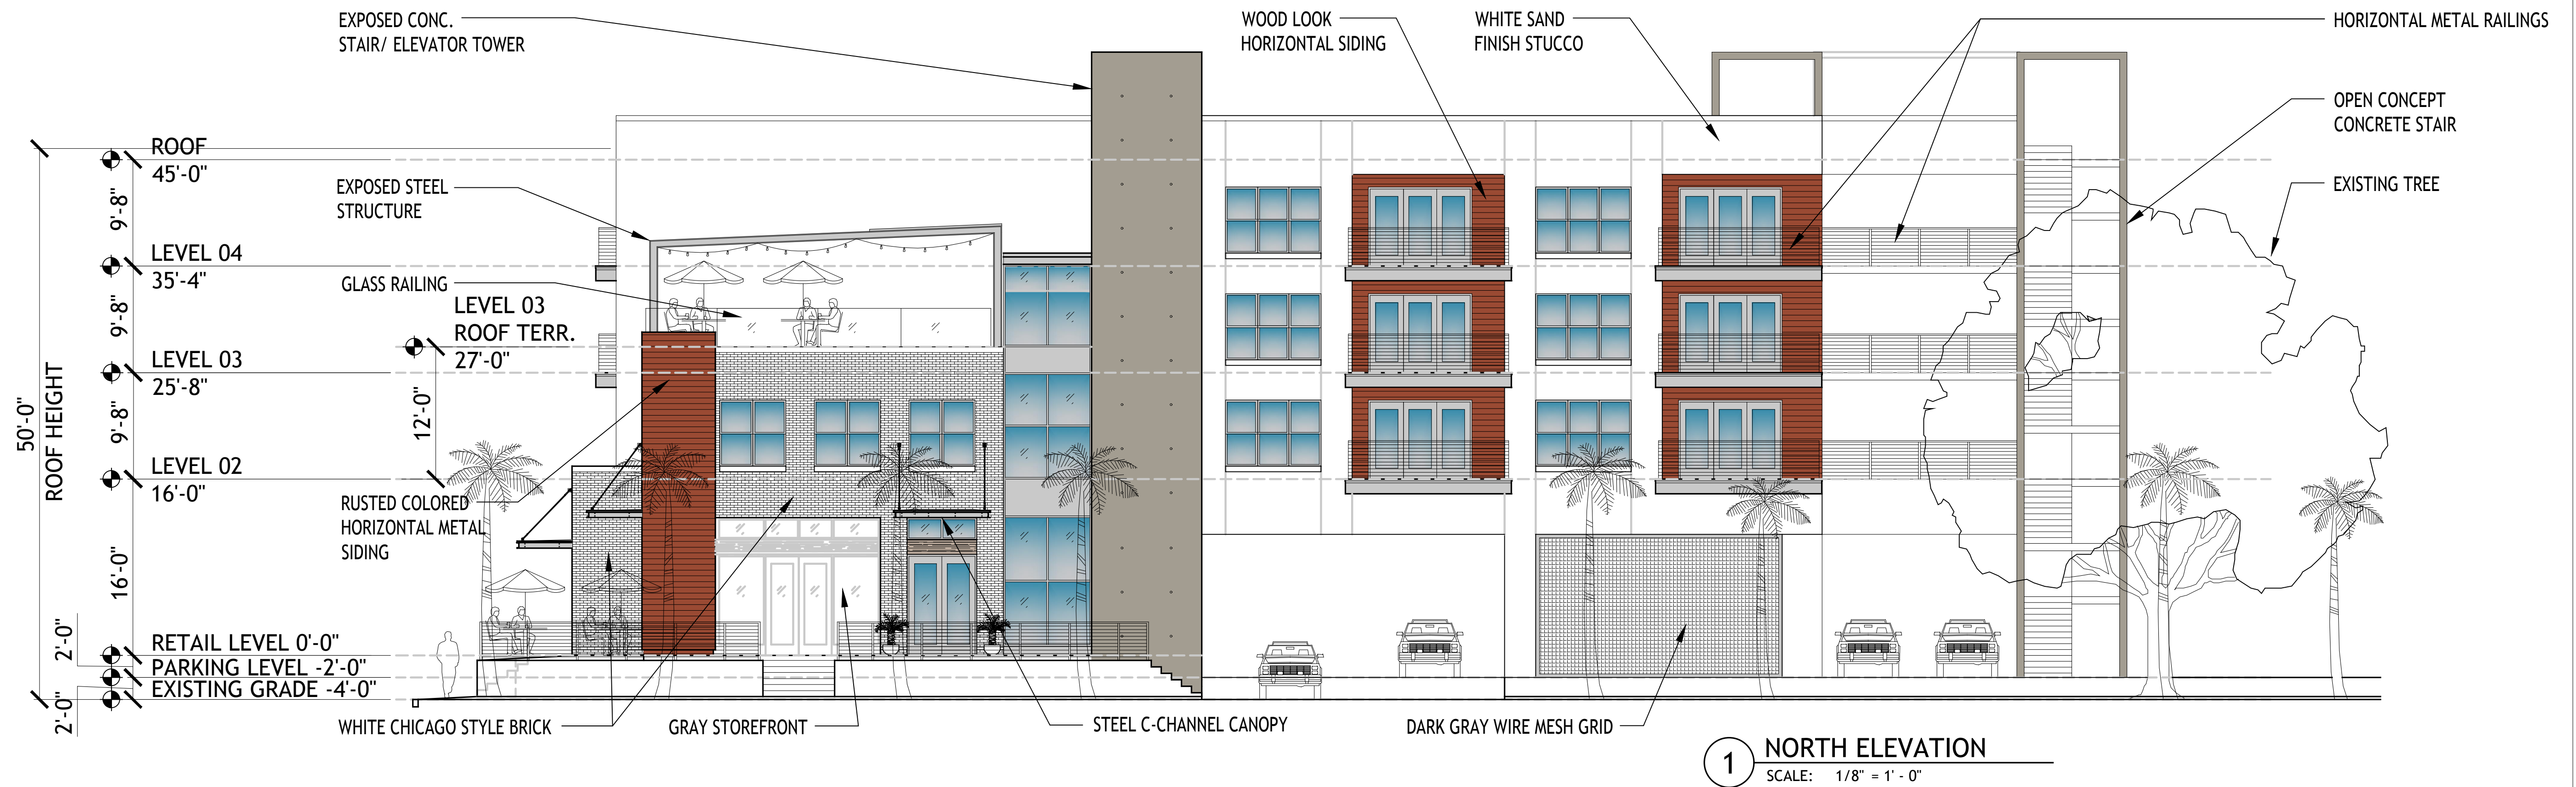 EXPOSED CONC.
STAIR/ ELEVATOR TOWER
WOOD LOOK
HORIZONTAL SIDING
WHITE SAND
FINISH STUCCO
HORIZONTAL METAL RAILINGS
OPEN CONCEPT
CONCRETE STAIR
EXISTING TREE
ROOF
45'-0"
9'-8"
EXPOSED STEEL
STRUCTURE
LEVEL 04
35'-4"
GLASS RAILING
9'-8"
LEVEL 03
ROOF TERR.
27'-0"
LEVEL 03
25'-8"
50'-0"
ROOF HEIGHT
9'-8"
12'-0"
LEVEL 02
16'-0"
RUSTED COLORED
HORIZONTAL METAL
SIDING
16'-0"
2'-0"
RETAIL LEVEL 0'-0"
PARKING LEVEL -2'-0"
EXISTING GRADE -4'-0"
2'-0"
WHITE CHICAGO STYLE BRICK
GRAY STOREFRONT
STEEL C-CHANNEL CANOPY
DARK GRAY WIRE MESH GRID
1
NORTH ELEVATION
SCALE: 1/8" = 1' - 0"